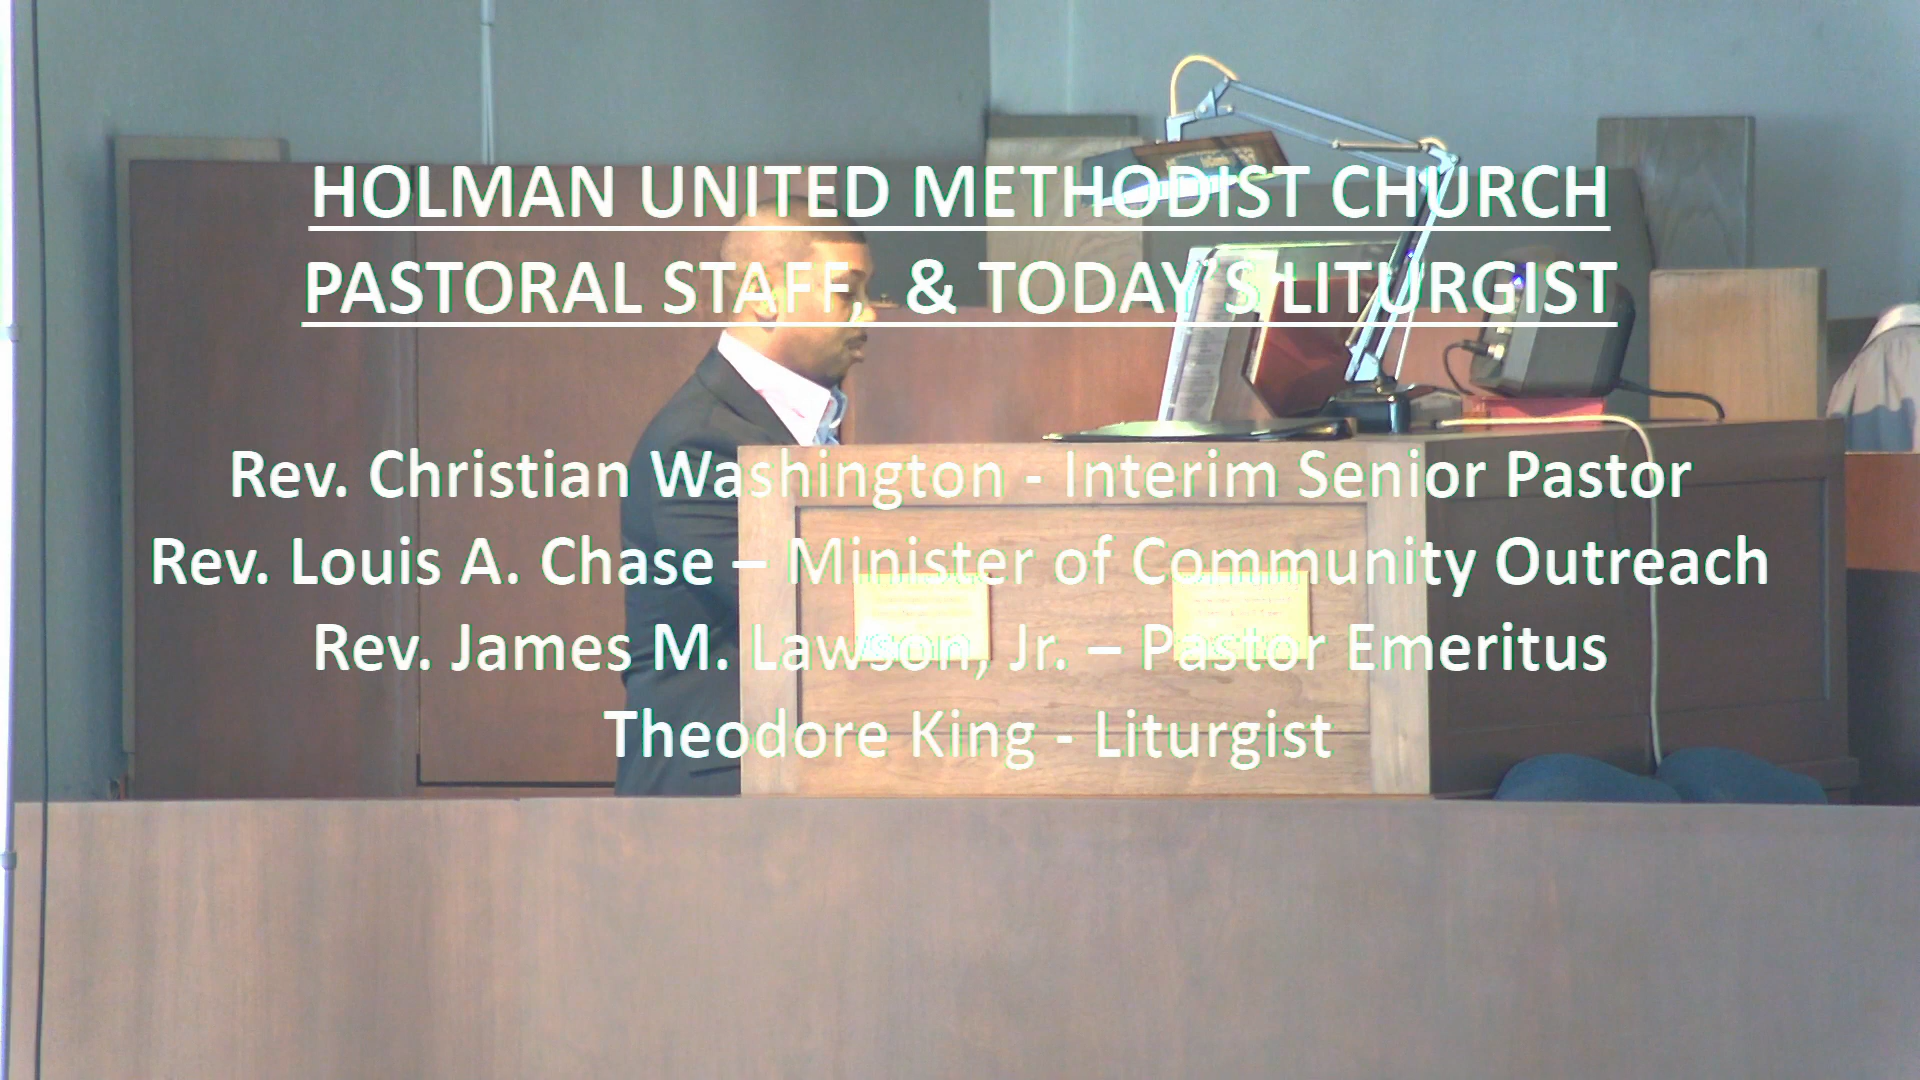 HOLMAN UNITED METHODIST CHURCH
PASTORAL STAFF, & TODAY'S LITURGIST
Rev. Christian Washington - Interim Senior Pastor
Rev. Louis A. Chase – Minister of Community Outreach
Rev. James M. Lawson, Jr. – Pastor Emeritus
Theodore King - Liturgist